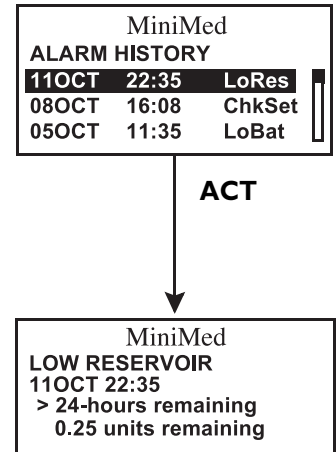 MiniMed
ALARM HISTORY
11OCT 22:35 LoRes
08OCT 16:08 ChkSet
05OCT 11:35 LoBat
ACT
MiniMed
LOW RESERVOIR
11OCT 22:35
> 24-hours remaining
0.25 units remaining